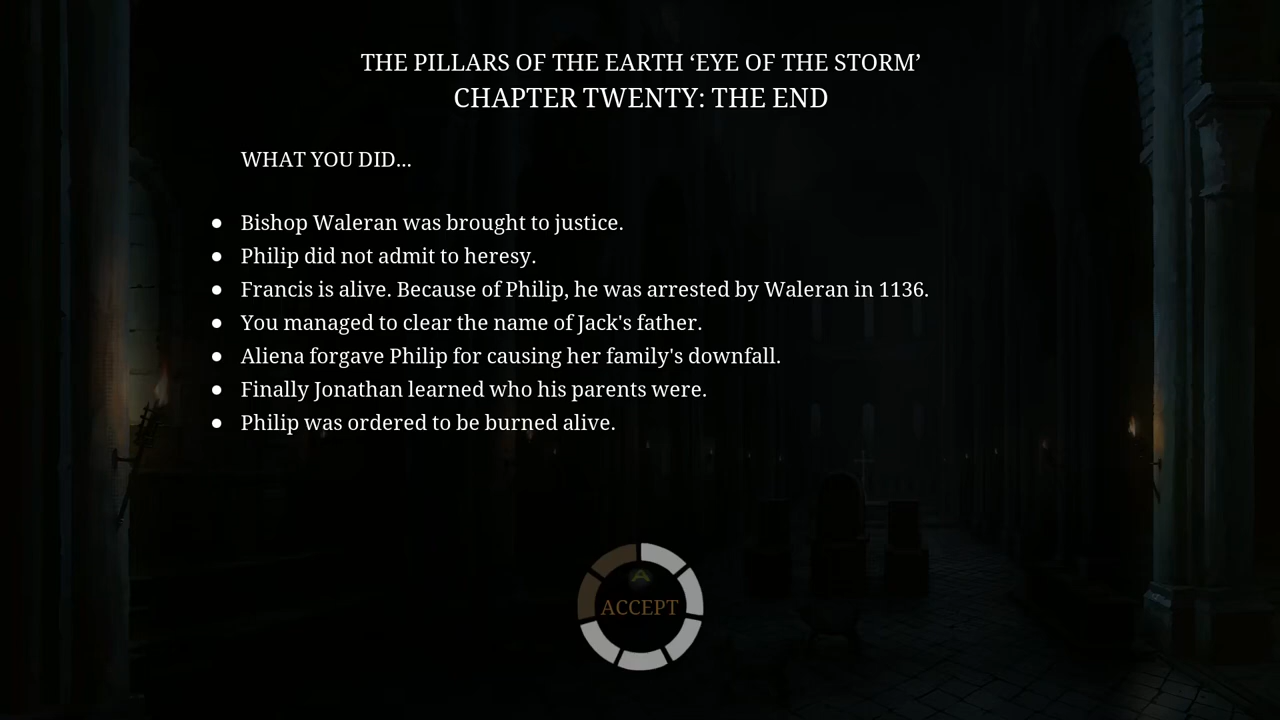 THE PILLARS OF THE EARTH ‘EYE OF THE STORM’
CHAPTER TWENTY: THE END
WHAT YOU DID...
● Bishop Waleran was brought to justice.
● Philip did not admit to heresy.
● Francis is alive. Because of Philip, he was arrested by Waleran in 1136.
● You managed to clear the name of Jack's father.
● Aliena forgave Philip for causing her family's downfall.
● Finally Jonathan learned who his parents were.
● Philip was ordered to be burned alive.
A
ACCEPT